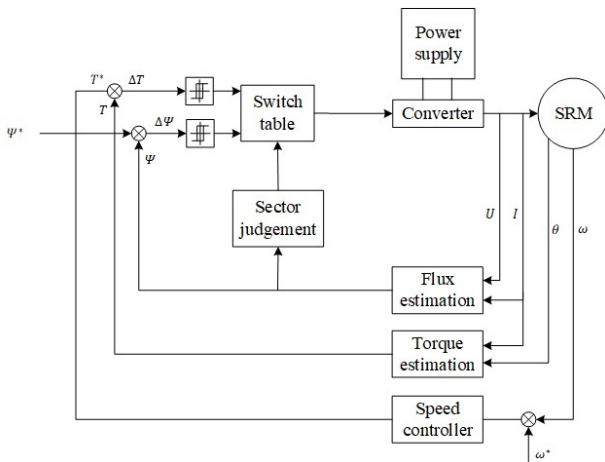 Power
supply
T*
ΔT
T
Switch
table
Converter
SRM
Ψ*
ΔΨ
Ψ
Sector
judgement
U
I
θ
ω
Flux
estimation
Torque
estimation
Speed
controller
ω*